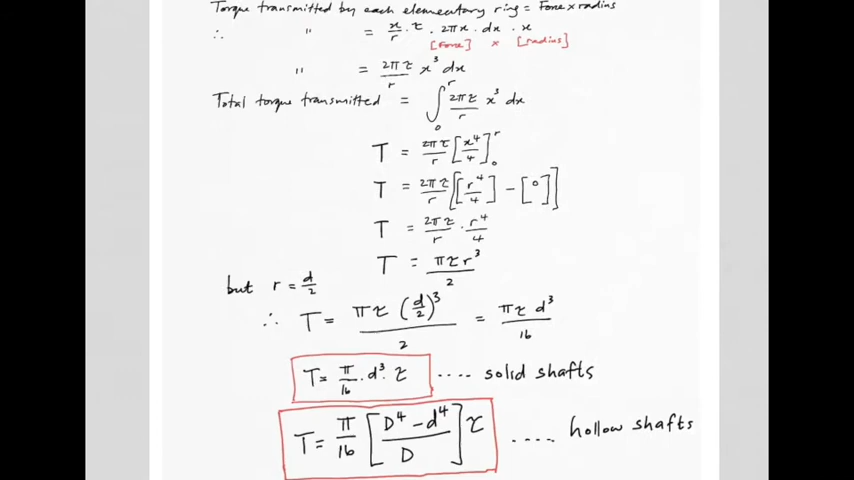 Torque transmitted by each elementary ring = Force x radius
∴ " = x/r · τ · 2πx · dx · x
[Force] x [radius]
" = 2πτ/r x³ dx
Total torque transmitted = ∫₀ʳ 2πτ/r x³ dx
T = 2πτ/r [x⁴/4]₀ʳ
T = 2πτ/r [[r⁴/4] - [0]]
T = 2πτ/r · r⁴/4
T = πτr³/2
but r = d/2
∴ T = πτ (d/2)³/2 = πτ d³/16
T = π/16 · d³ · τ .... solid shafts
T = π/16 [D⁴ - d⁴/D] τ .... hollow shafts